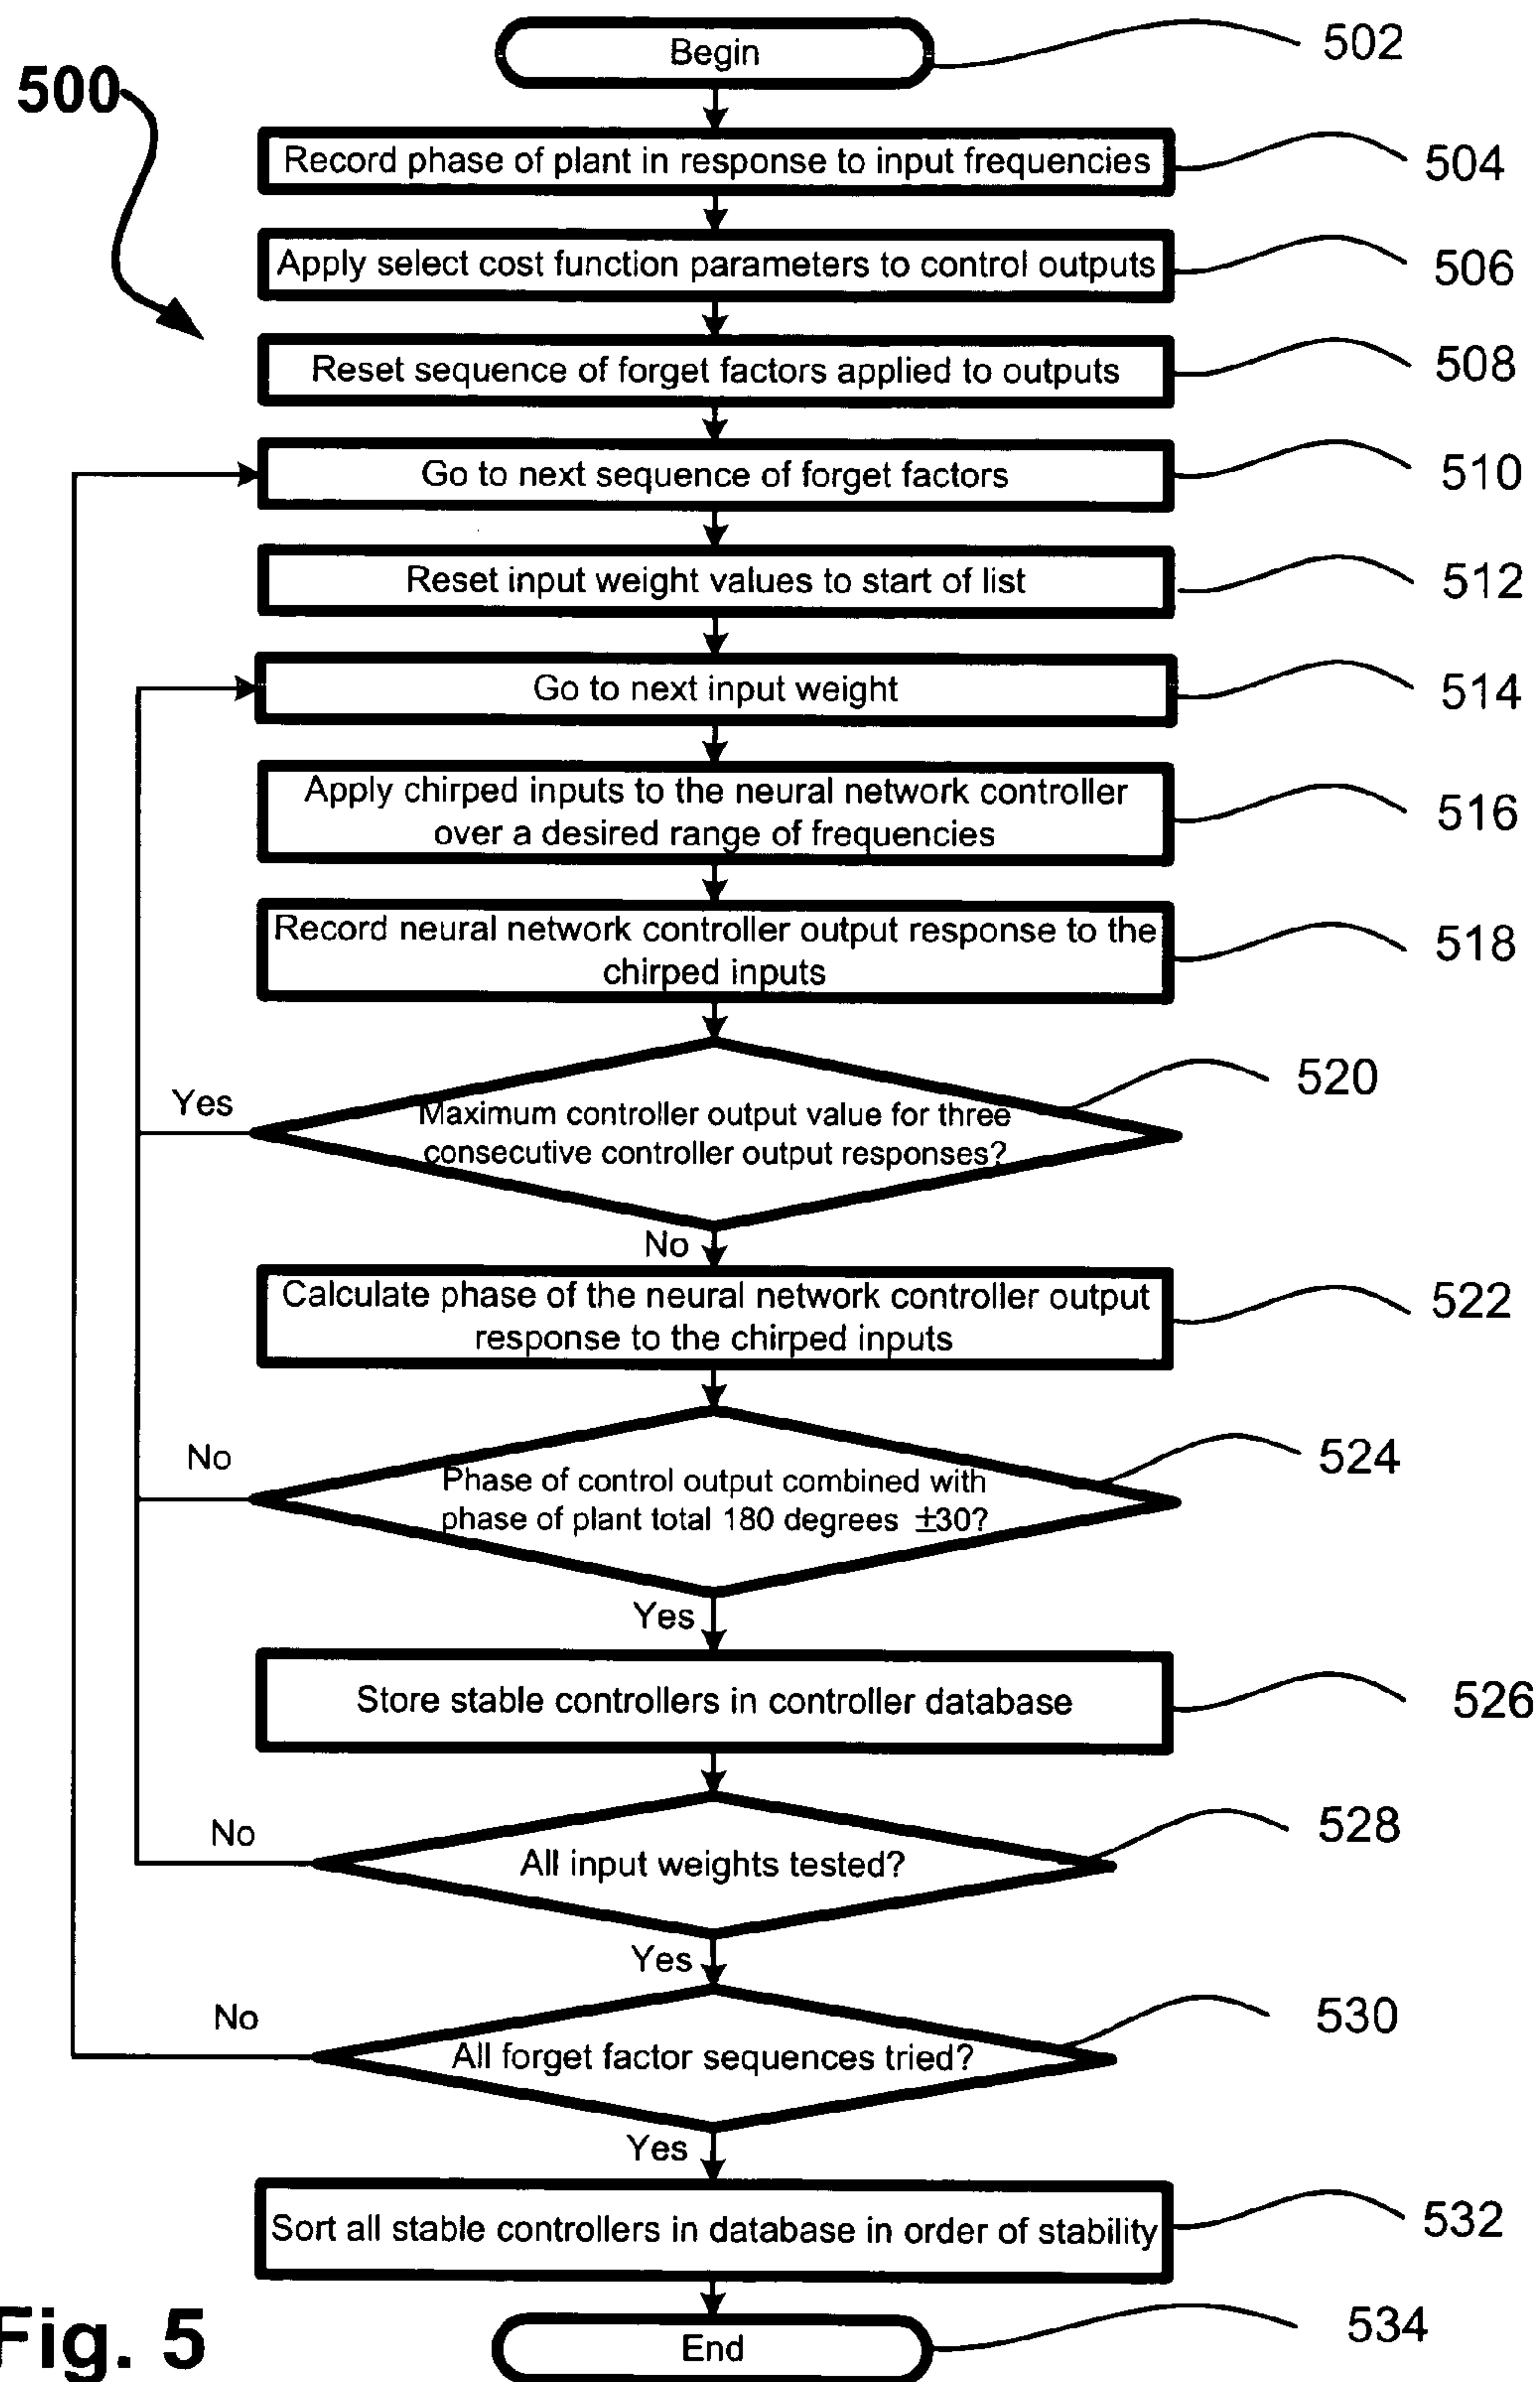 Begin
502
500
Record phase of plant in response to input frequencies
504
Apply select cost function parameters to control outputs
506
Reset sequence of forget factors applied to outputs
508
Go to next sequence of forget factors
510
Reset input weight values to start of list
512
Go to next input weight
514
Apply chirped inputs to the neural network controller
over a desired range of frequencies
516
Record neural network controller output response to the
chirped inputs
518
Yes
Maximum controller output value for three
consecutive controller output responses?
520
No
Calculate phase of the neural network controller output
response to the chirped inputs
522
No
Phase of control output combined with
phase of plant total 180 degrees ±30?
524
Yes
Store stable controllers in controller database
526
No
All input weights tested?
528
Yes
No
All forget factor sequences tried?
530
Yes
Sort all stable controllers in database in order of stability
532
Fig. 5
End
534